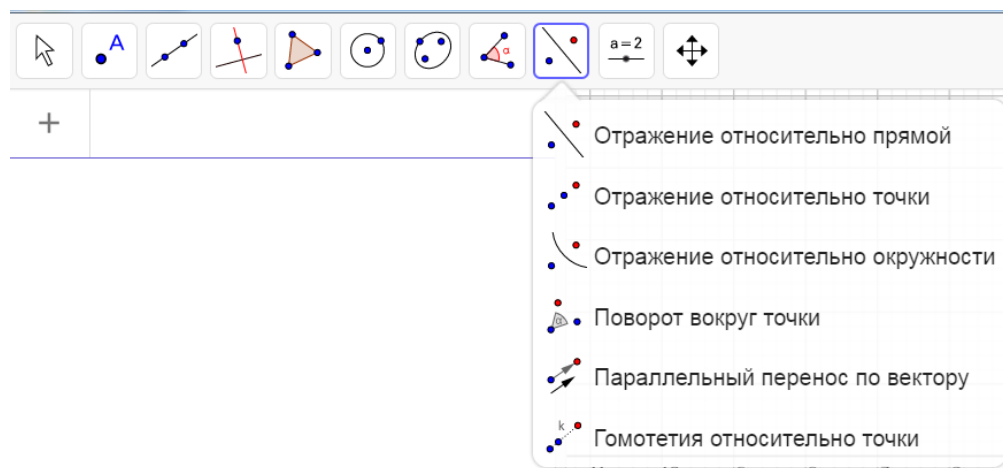 A
α
a=2
+
Отражение относительно прямой
Отражение относительно точки
Отражение относительно окружности
α
Поворот вокруг точки
Параллельный перенос по вектору
k
Гомотетия относительно точки